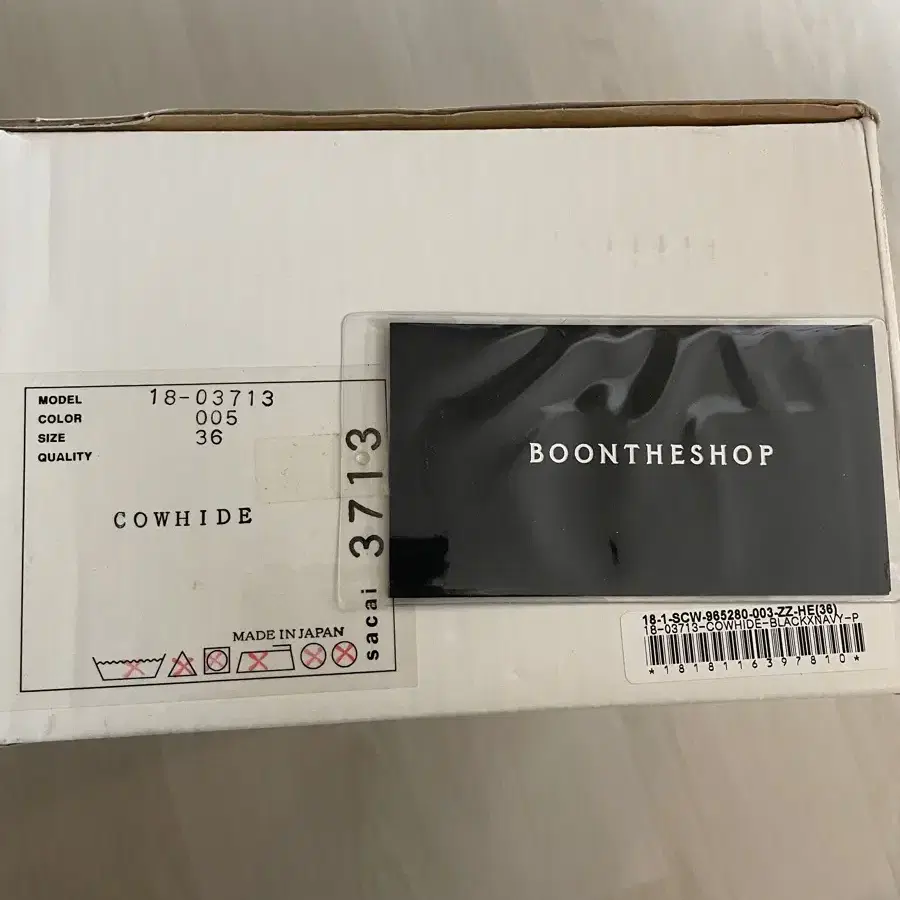 MODEL 18-03713
COLOR 005
SIZE 36
QUALITY
COWHIDE
MADE IN JAPAN
sacai 3713
BOONTHESHOP
18-1-SCW-965280-003-ZZ-HE(36)
18-03713-COWHIDE-BLACKXNAVY-P
*1818116397810*